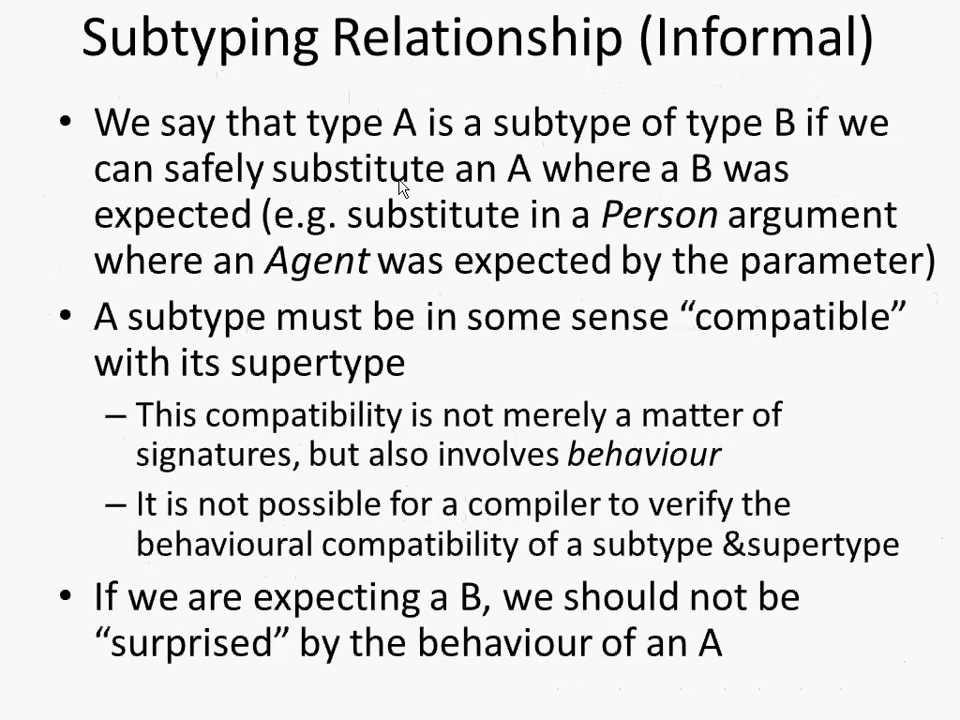 Subtyping Relationship (Informal)
• We say that type A is a subtype of type B if we
can safely substitute an A where a B was
expected (e.g. substitute in a Person argument
where an Agent was expected by the parameter)
• A subtype must be in some sense “compatible”
with its supertype
– This compatibility is not merely a matter of
signatures, but also involves behaviour
– It is not possible for a compiler to verify the
behavioural compatibility of a subtype &supertype
• If we are expecting a B, we should not be
“surprised” by the behaviour of an A